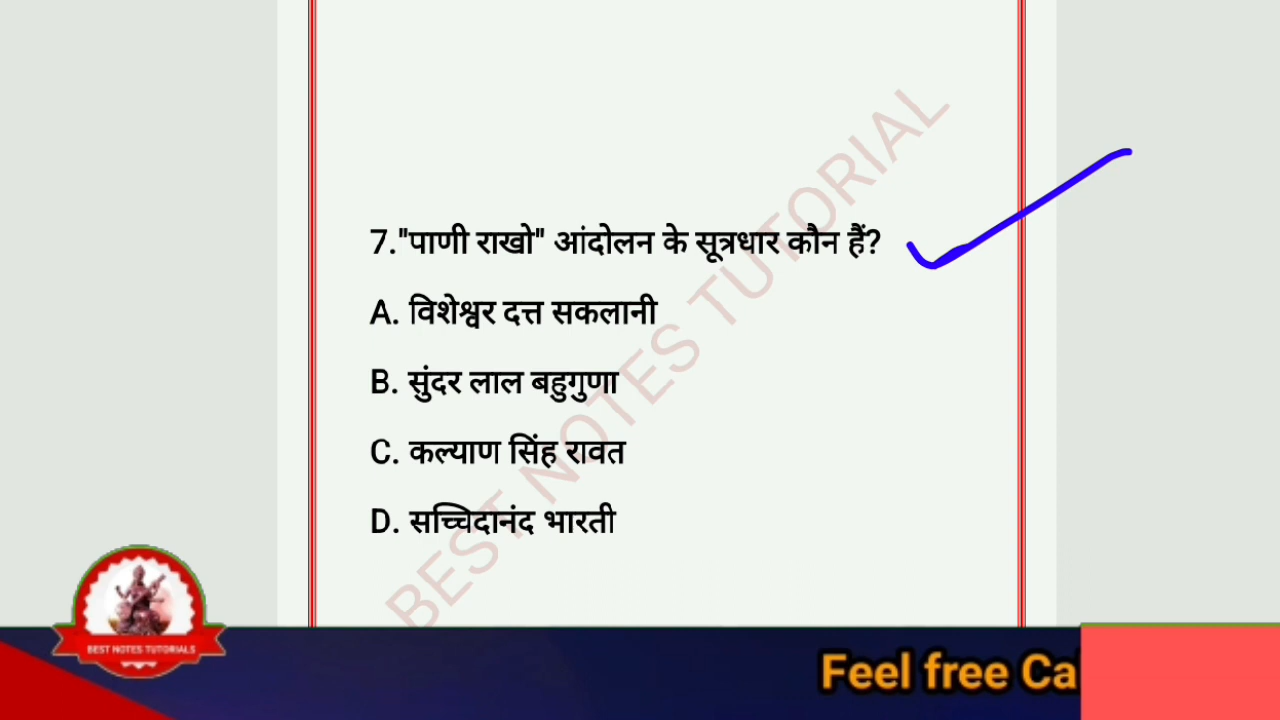 BEST NOTES TUTORIAL
7."पाणी राखो" आंदोलन के सूत्रधार कौन हैं?
A. विशेश्वर दत्त सकलानी
B. सुंदर लाल बहुगुणा
C. कल्याण सिंह रावत
D. सच्चिदानंद भारती
BEST NOTES TUTORIALS
Feel free Ca